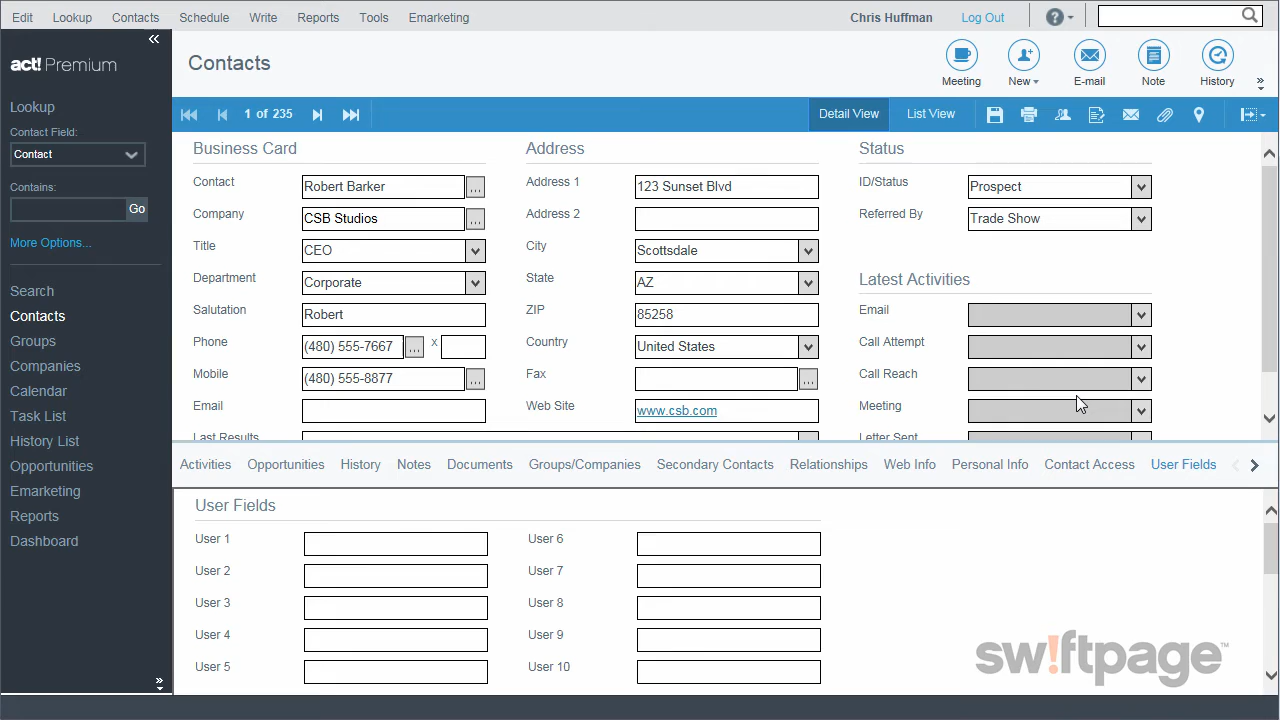 Edit Lookup Contacts Schedule Write Reports Tools Emarketing Chris Huffman Log Out ?
act! Premium
Contacts
Meeting New E-mail Note History
Lookup
Contact Field:
Contact
Contains:
Go
More Options...
Search
Contacts
Groups
Companies
Calendar
Task List
History List
Opportunities
Emarketing
Reports
Dashboard
1 of 235 Detail View List View
Business Card
Contact Robert Barker ...
Company CSB Studios ...
Title CEO
Department Corporate
Salutation Robert
Phone (480) 555-7667 ... x
Mobile (480) 555-8877 ...
Email
Last Results
Address
Address 1 123 Sunset Blvd
Address 2
City Scottsdale
State AZ
ZIP 85258
Country United States
Fax ...
Web Site www.csb.com
Status
ID/Status Prospect
Referred By Trade Show
Latest Activities
Email
Call Attempt
Call Reach
Meeting
Letter Sent
Activities Opportunities History Notes Documents Groups/Companies Secondary Contacts Relationships Web Info Personal Info Contact Access User Fields
User Fields
User 1 User 6
User 2 User 7
User 3 User 8
User 4 User 9
User 5 User 10
sw!ftpage™